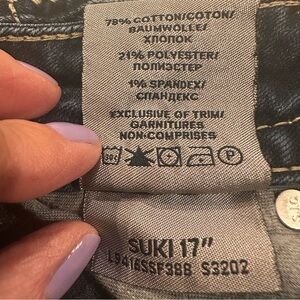 78% COTTON/COTON/
BAUMWOLLE/
ХЛОПОК
21% POLYESTER/
ПОЛИЭСТЕР
1% SPANDEX/
СПАНДЕКС
EXCLUSIVE OF TRIM/
GARNITURES
NON-COMPRISES
SUKI 17"
L9416SSF388 S3202